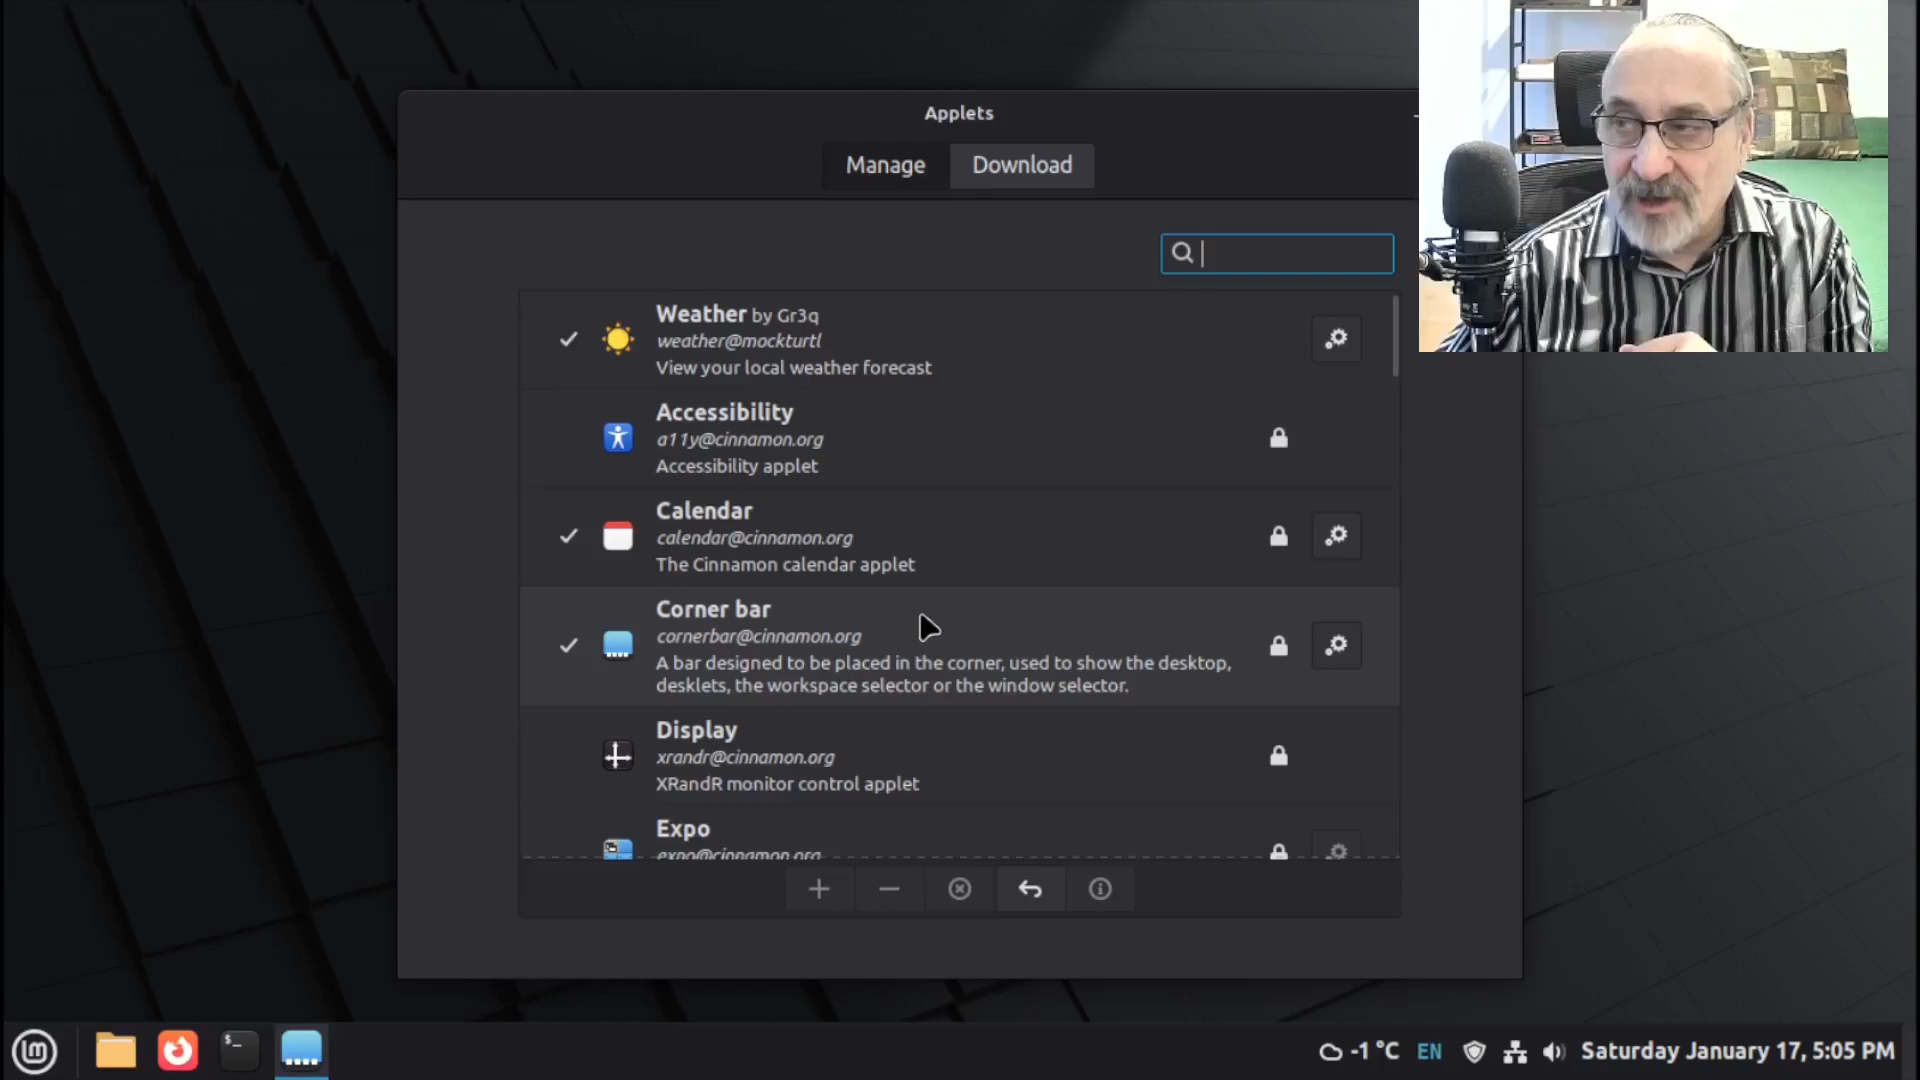 Applets
Manage
Download
Weather by Gr3q
weather@mockturtl
View your local weather forecast
Accessibility
a11y@cinnamon.org
Accessibility applet
Calendar
calendar@cinnamon.org
The Cinnamon calendar applet
Corner bar
cornerbar@cinnamon.org
A bar designed to be placed in the corner, used to show the desktop,
desklets, the workspace selector or the window selector.
Display
xrandr@cinnamon.org
XRandR monitor control applet
Expo
expo@cinnamon.org
-1 °C EN Saturday January 17, 5:05 PM